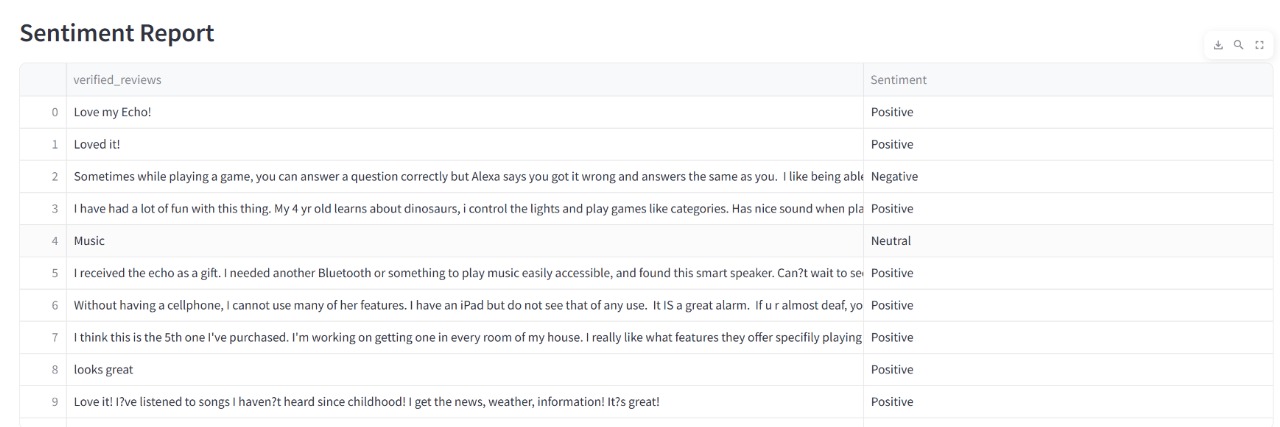 Sentiment Report
verified_reviews Sentiment
0 Love my Echo! Positive
1 Loved it! Positive
2 Sometimes while playing a game, you can answer a question correctly but Alexa says you got it wrong and answers the same as you.  I like being able Negative
3 I have had a lot of fun with this thing. My 4 yr old learns about dinosaurs, i control the lights and play games like categories. Has nice sound when pla Positive
4 Music Neutral
5 I received the echo as a gift. I needed another Bluetooth or something to play music easily accessible, and found this smart speaker. Can?t wait to see Positive
6 Without having a cellphone, I cannot use many of her features. I have an iPad but do not see that of any use.  It IS a great alarm.  If u r almost deaf, yo Positive
7 I think this is the 5th one I've purchased. I'm working on getting one in every room of my house. I really like what features they offer specifily playing Positive
8 looks great Positive
9 Love it! I?ve listened to songs I haven?t heard since childhood! I get the news, weather, information! It?s great! Positive